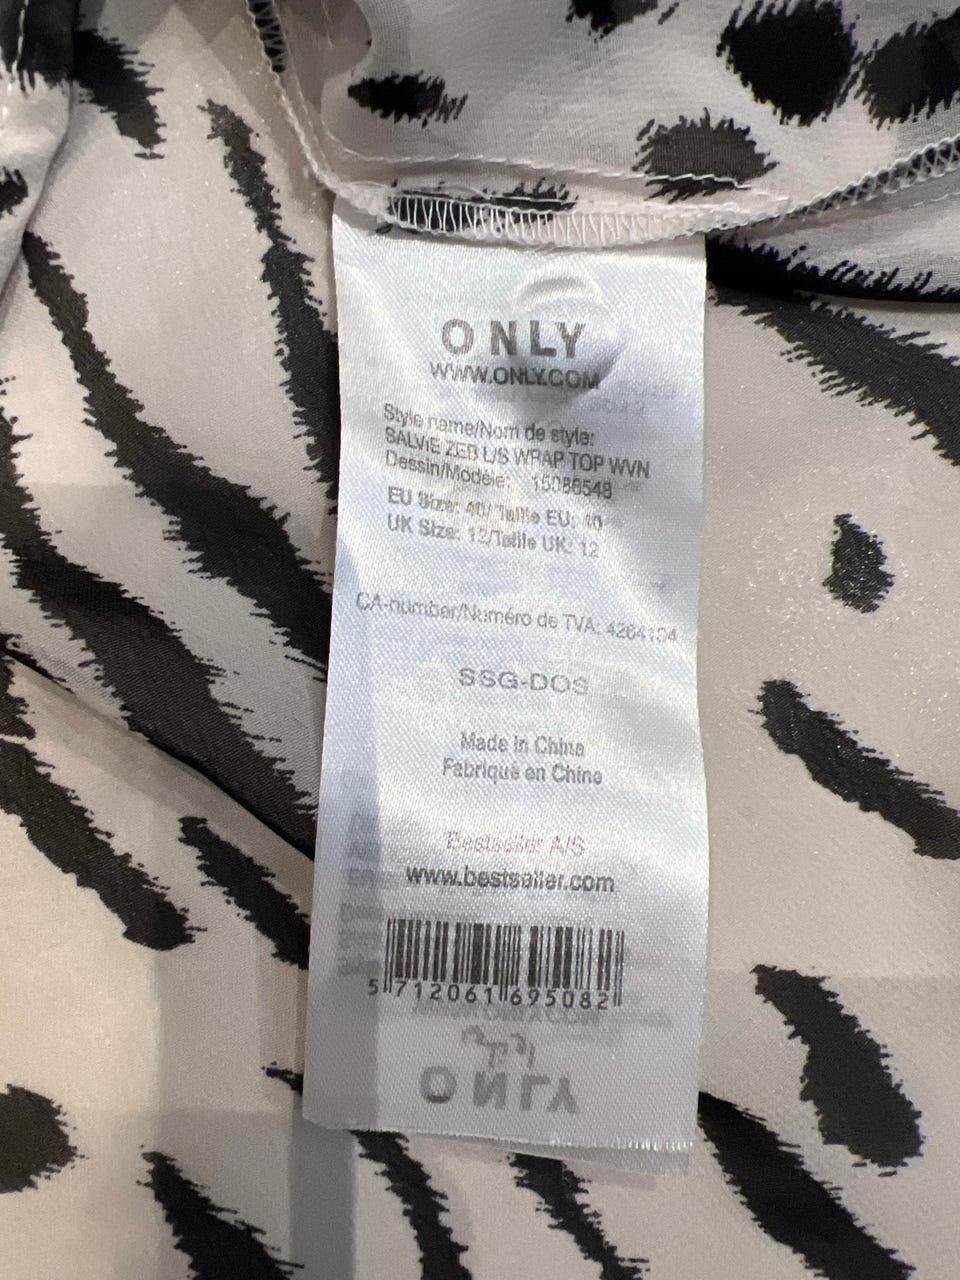 ONLY
WWW.ONLY.COM
Style name/Nom de style:
SALVIE ZEB L/S WRAP TOP WVN
Dessin/Modele: 15086548
EU Size: 40/Taille EU: 40
UK Size: 12/Taille UK: 12
CA-number/Numéro de TVA:
SSG-DOS
Made in China
Fabriqué en Chine
Bestseller A/S
www.bestseller.com
5 712061 695082
ONLY